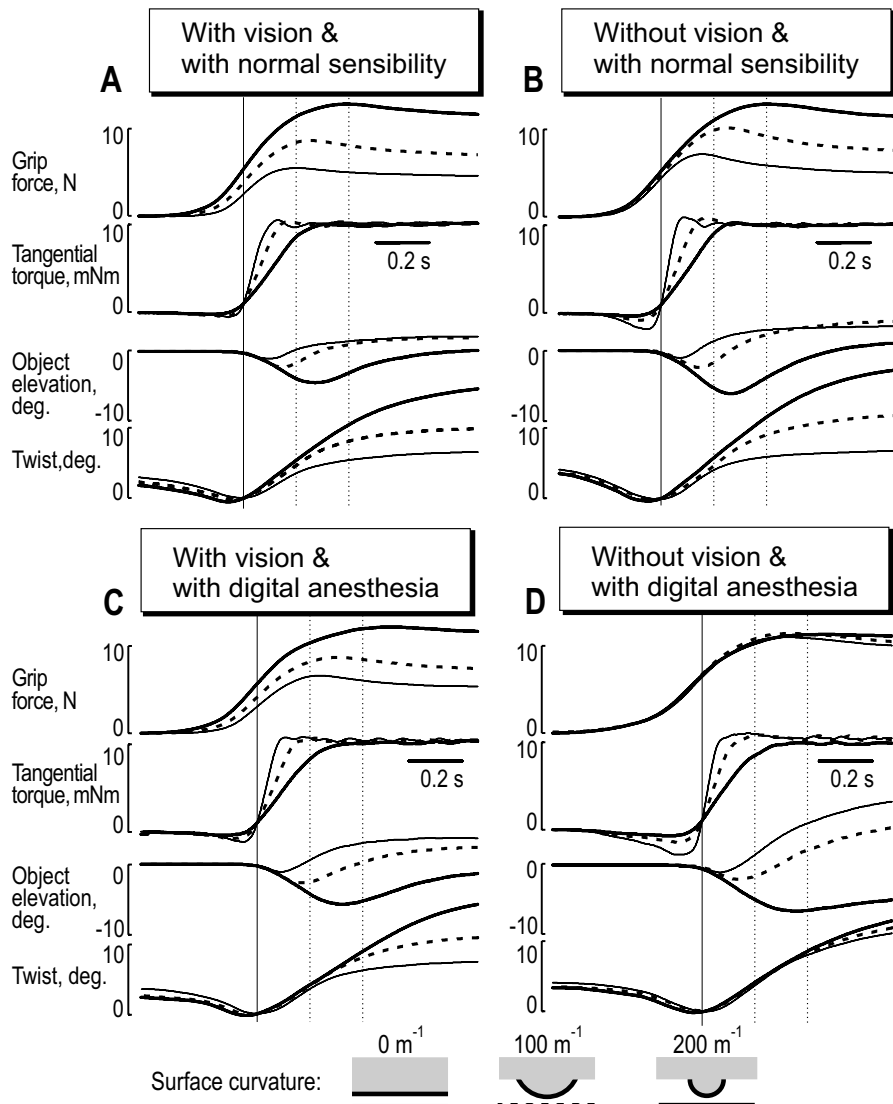 A
With vision &
with normal sensibility
B
Without vision &
with normal sensibility
Grip
force, N
10
0
10
0
Tangential
torque, mNm
10
0
0.2 s
10
0
0.2 s
Object
elevation,
deg.
0
-10
0
-10
Twist,deg.
10
0
10
0
C
With vision &
with digital anesthesia
D
Without vision &
with digital anesthesia
Grip
force, N
10
0
10
0
Tangential
torque, mNm
10
0
0.2 s
10
0
0.2 s
Object
elevation,
deg.
0
-10
0
-10
Twist, deg.
10
0
10
0
Surface curvature:
0 m⁻¹
100 m⁻¹
200 m⁻¹